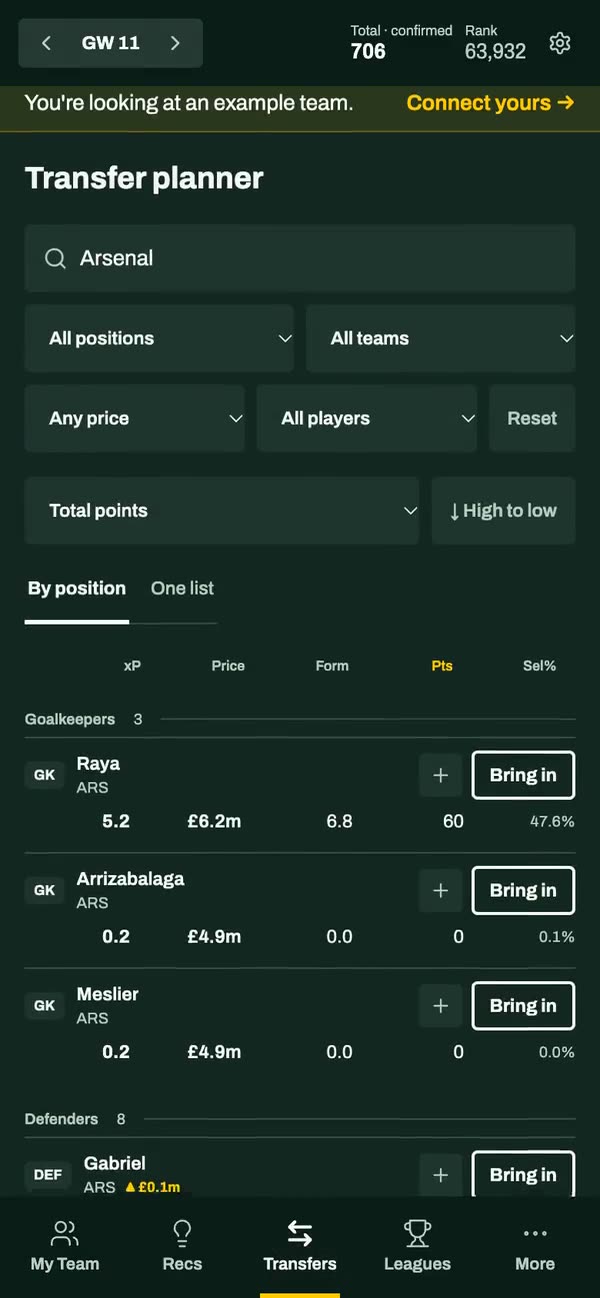 GW 11
Total · confirmed Rank
706 63,932
You're looking at an example team. Connect yours →
Transfer planner
Arsenal
All positions All teams
Any price All players Reset
Total points ↓ High to low
By position One list
xP Price Form Pts Sel%
Goalkeepers 3
GK Raya + Bring in
ARS
5.2 £6.2m 6.8 60 47.6%
GK Arrizabalaga + Bring in
ARS
0.2 £4.9m 0.0 0 0.1%
GK Meslier + Bring in
ARS
0.2 £4.9m 0.0 0 0.0%
Defenders 8
DEF Gabriel + Bring in
ARS ▲£0.1m
My Team Recs Transfers Leagues More